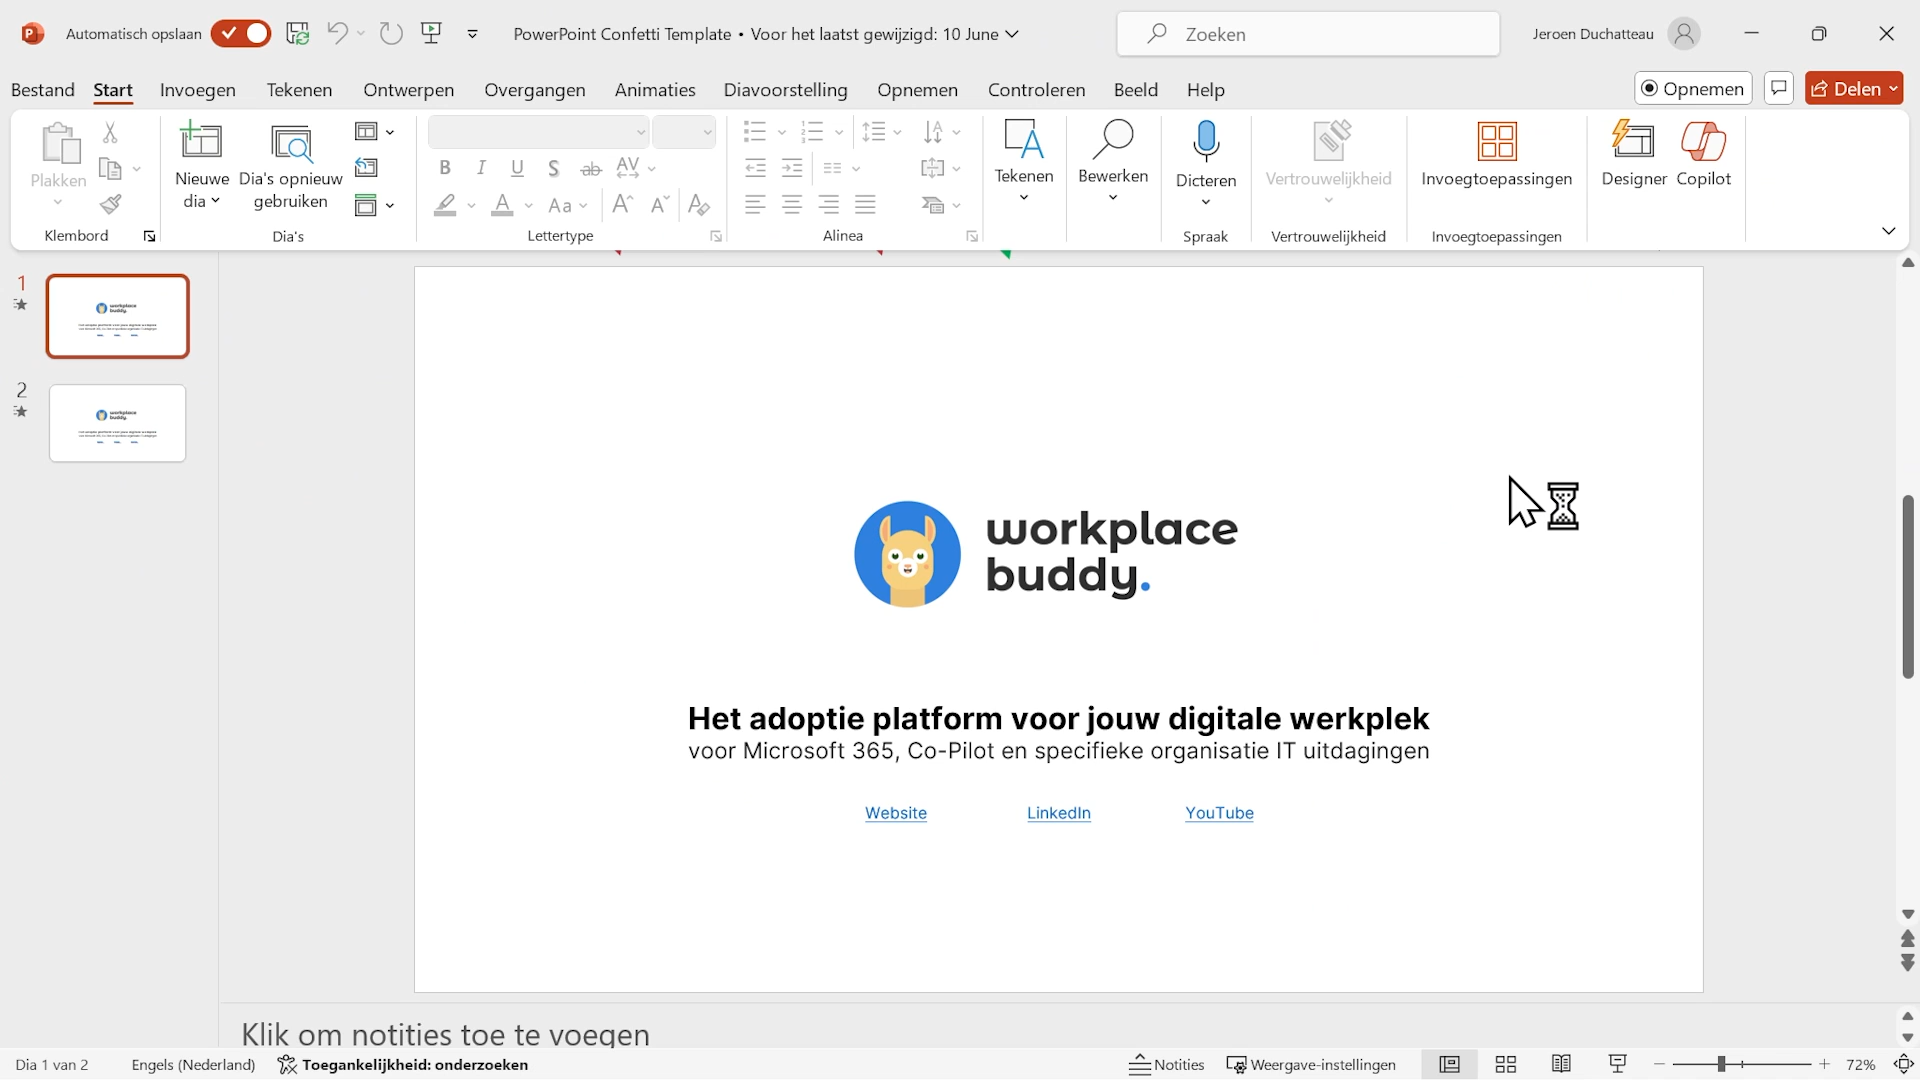 Automatisch opslaan
PowerPoint Confetti Template • Voor het laatst gewijzigd: 10 June
Zoeken
Jeroen Duchatteau
Bestand Start Invoegen Tekenen Ontwerpen Overgangen Animaties Diavoorstelling Opnemen Controleren Beeld Help
Opnemen
Delen
Plakken
Klembord
Nieuwe dia
Dia's opnieuw gebruiken
Dia's
Lettertype
Alinea
Tekenen
Bewerken
Dicteren
Spraak
Vertrouwelijkheid
Vertrouwelijkheid
Invoegtoepassingen
Invoegtoepassingen
Designer
Copilot
1
2
workplace
buddy.
Het adoptie platform voor jouw digitale werkplek
voor Microsoft 365, Co-Pilot en specifieke organisatie IT uitdagingen
Website LinkedIn YouTube
Klik om notities toe te voegen
Dia 1 van 2 Engels (Nederland) Toegankelijkheid: onderzoeken Notities Weergave-instellingen 72%